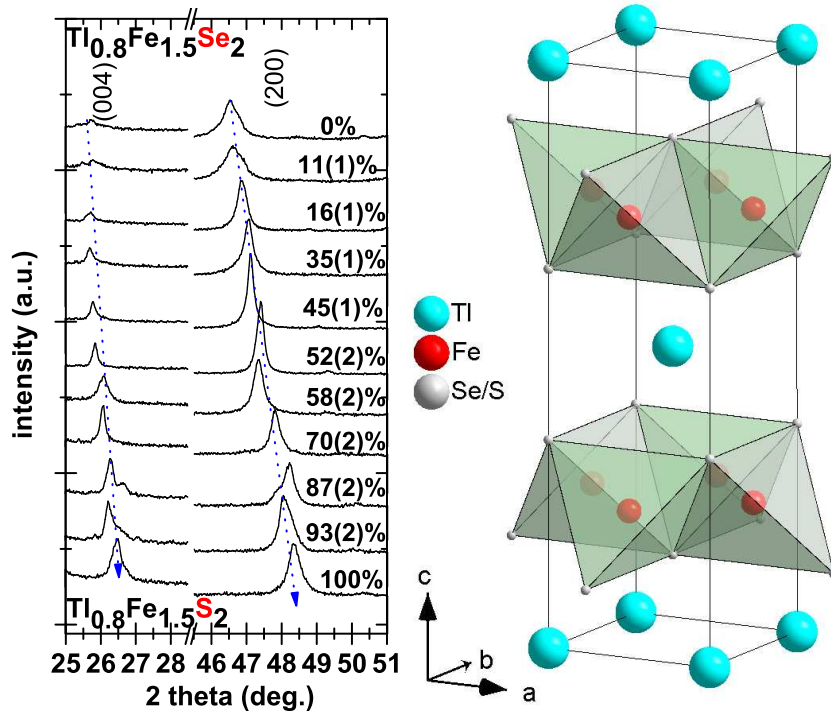 Tl0.8Fe1.5Se2
(004)
(200)
0%
11(1)%
16(1)%
35(1)%
45(1)%
52(2)%
58(2)%
70(2)%
87(2)%
93(2)%
100%
Tl0.8Fe1.5S2
intensity (a.u.)
25 26 27 28 46 47 48 49 50 51
2 theta (deg.)
Tl
Fe
Se/S
c
b
a